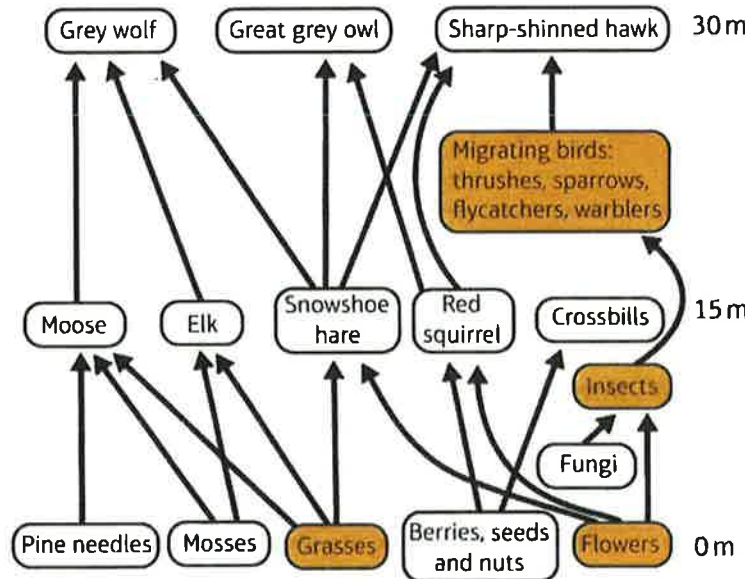 Grey wolf
Great grey owl
Sharp-shinned hawk
30 m
Migrating birds:
thrushes, sparrows,
flycatchers, warblers
Moose
Elk
Snowshoe
hare
Red
squirrel
Crossbills
15 m
Insects
Fungi
Pine needles
Mosses
Grasses
Berries, seeds
and nuts
Flowers
0 m